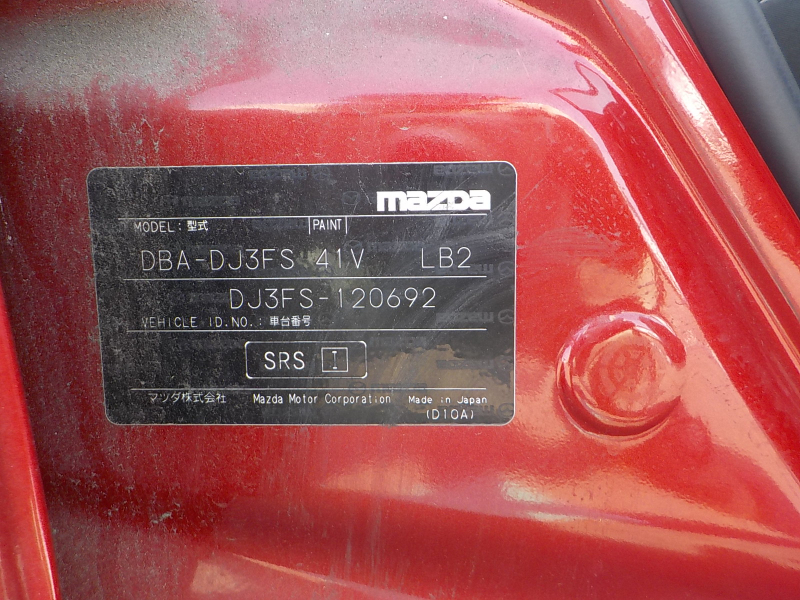 mazda
MODEL: 型式 PAINT
DBA-DJ3FS 41V LB2
DJ3FS-120692
VEHICLE ID.NO.: 車台番号
SRS I
マツダ株式会社 Mazda Motor Corporation Made in Japan
(D10A)